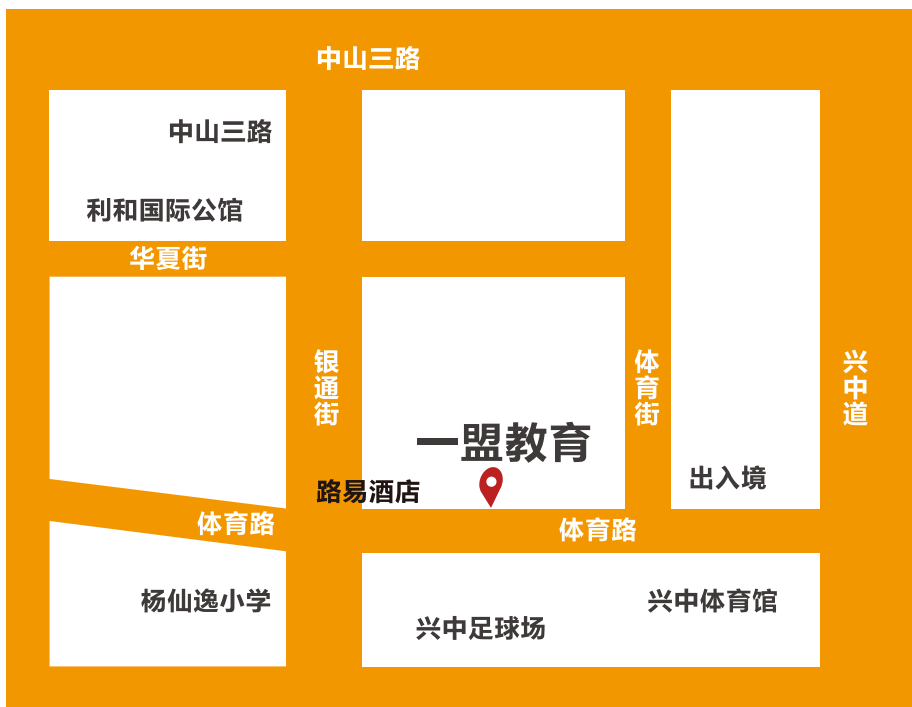 中山三路
中山三路
利和国际公馆
华夏街
银通街
体育街
兴中道
一盟教育
路易酒店
出入境
体育路
体育路
杨仙逸小学
兴中足球场
兴中体育馆